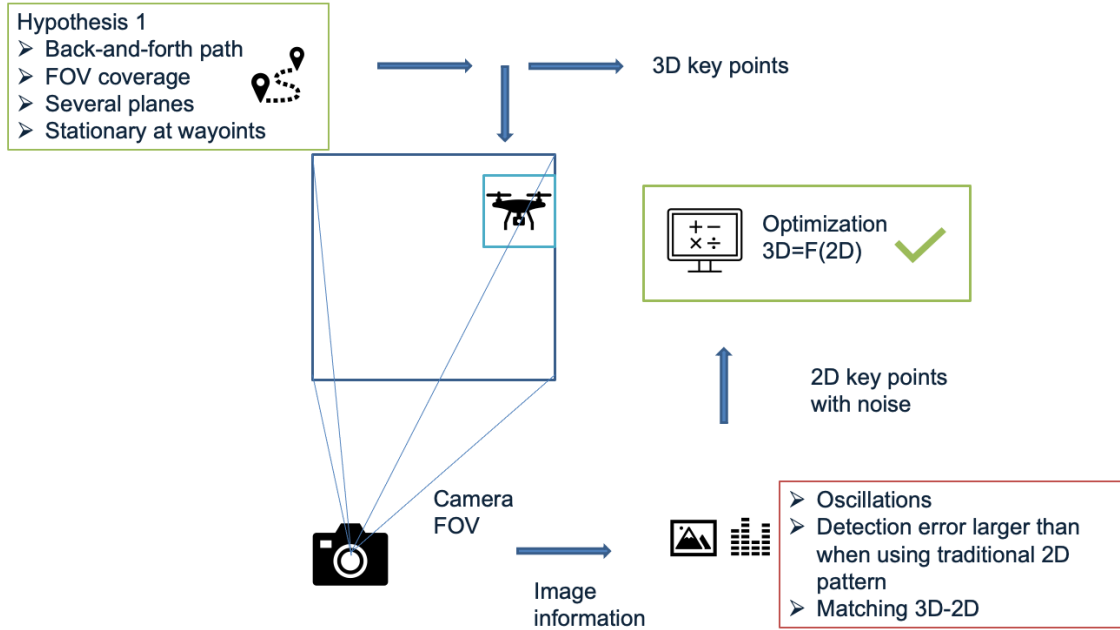 Hypothesis 1
➢ Back-and-forth path
➢ FOV coverage
➢ Several planes
➢ Stationary at wayoints
3D key points
+ −
× ÷
Optimization
3D=F(2D)
2D key points
with noise
Camera
FOV
Image
information
➢ Oscillations
➢ Detection error larger than
when using traditional 2D
pattern
➢ Matching 3D-2D